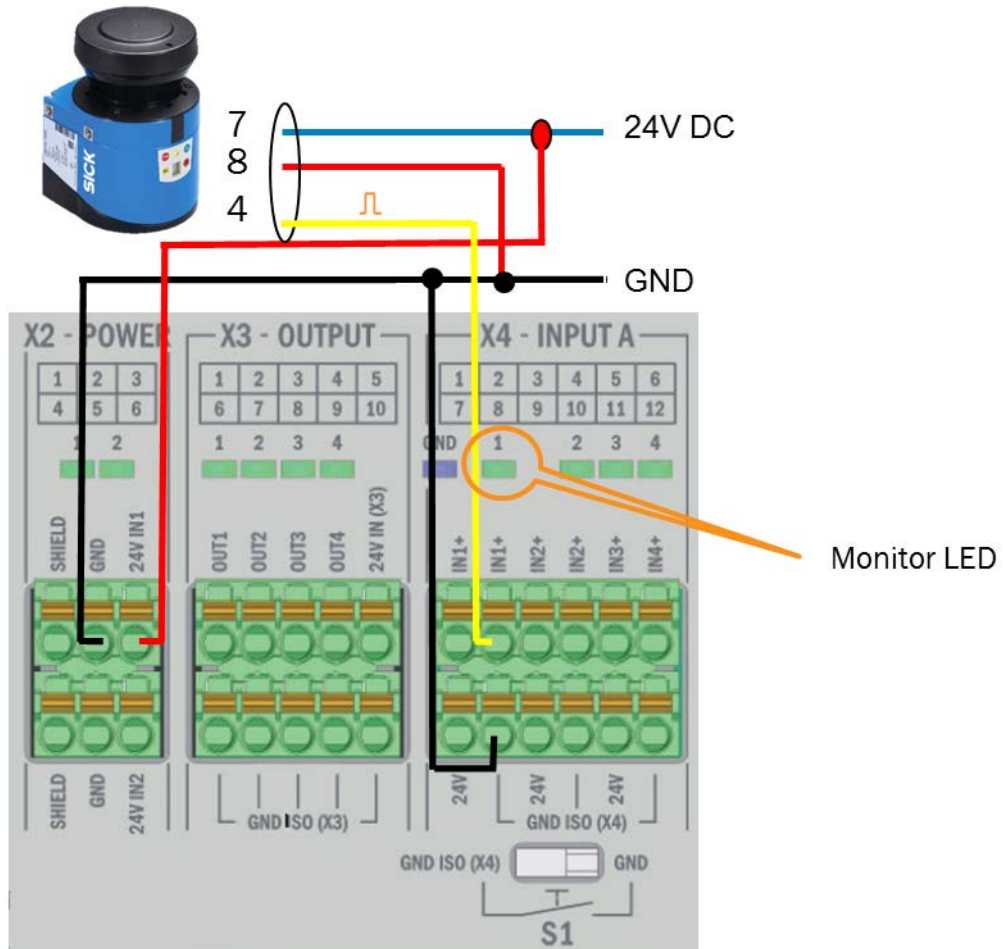 SICK
7
24V DC
8
4
GND
X2 - POWER
X3 - OUTPUT
X4 - INPUT A
1 2 3
4 5 6
1 2 3 4 5
6 7 8 9 10
1 2 3 4 5 6
7 8 9 10 11 12
1 2
1 2 3 4
GND 1 2 3 4
SHIELD GND 24V IN1
OUT1 OUT2 OUT3 OUT4 24V IN (X3)
IN1+ IN1+ IN2+ IN2+ IN3+ IN4+
Monitor LED
SHIELD GND 24V IN2
GND ISO (X3)
24V 24V 24V
GND ISO (X4)
GND ISO (X4) GND
S1